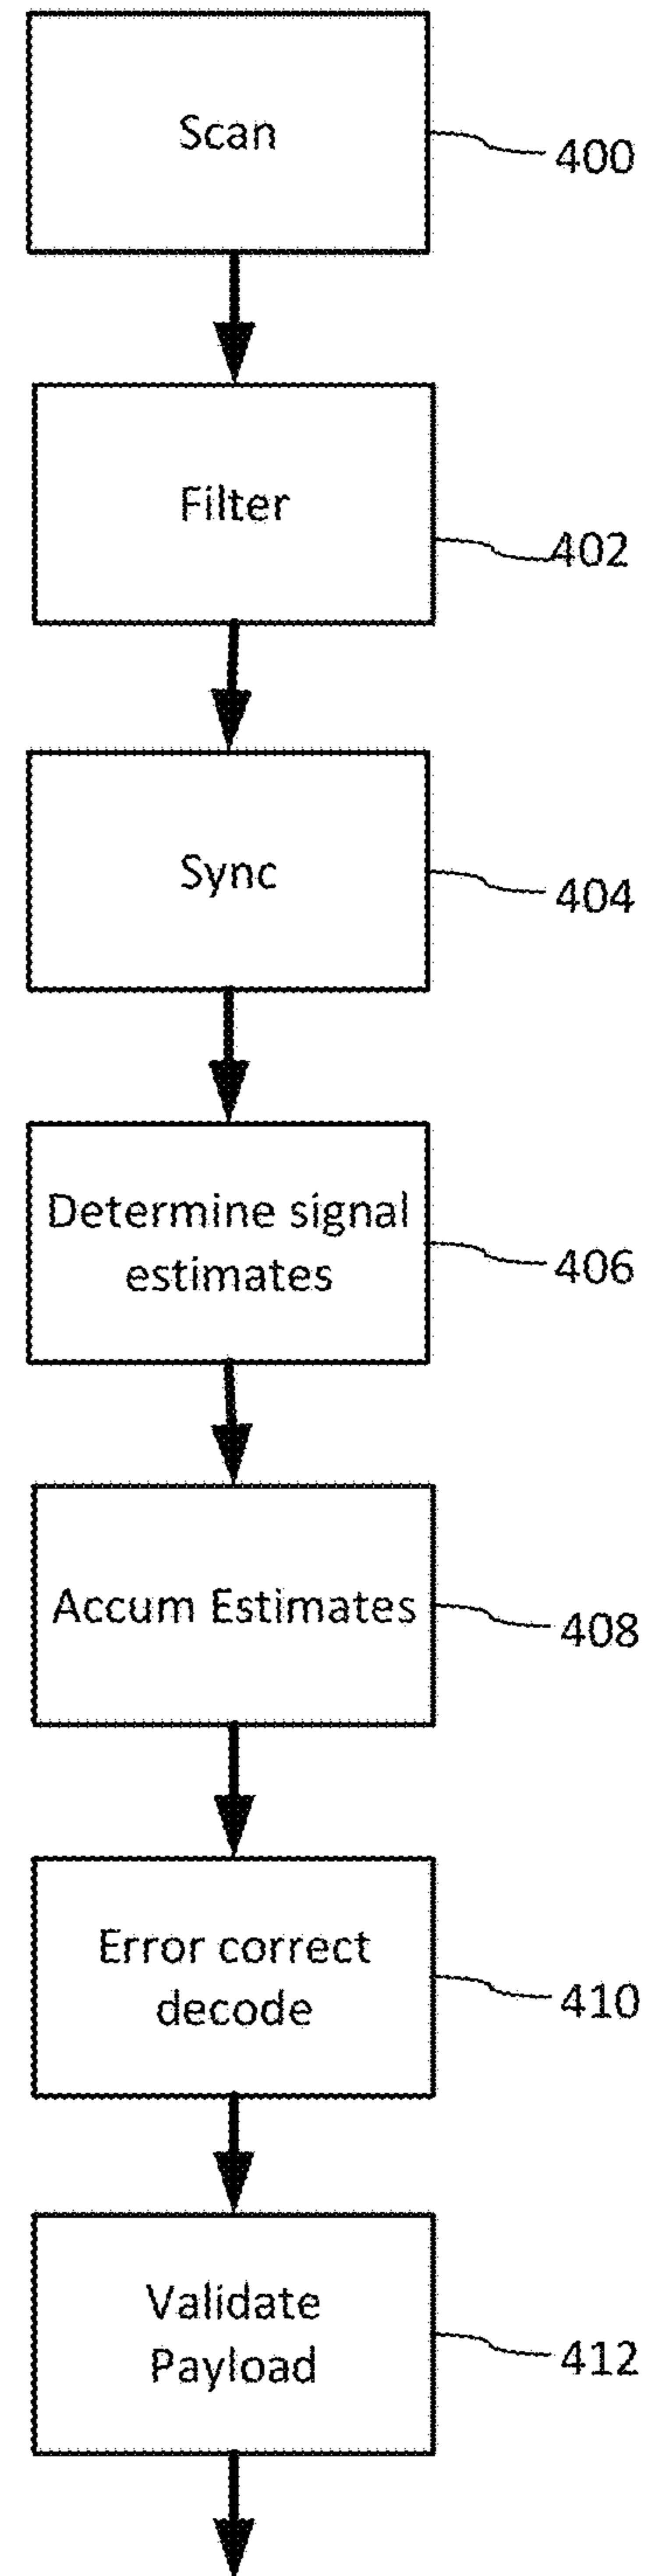 Scan
400
Filter
402
Sync
404
Determine signal
estimates
406
Accum Estimates
408
Error correct
decode
410
Validate
Payload
412